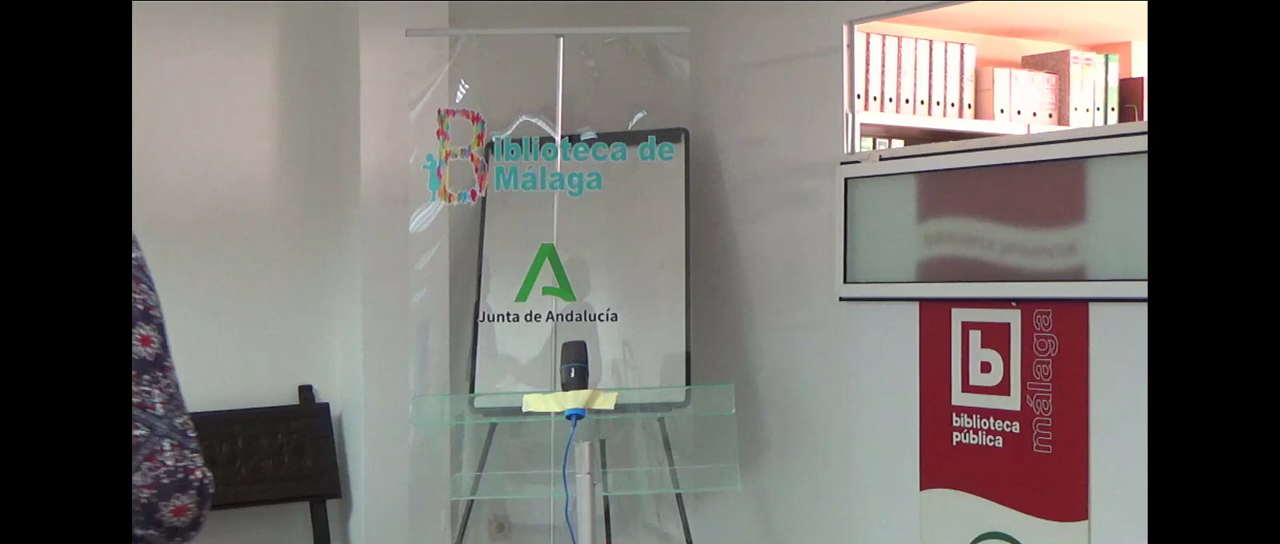 Biblioteca de
Málaga
Junta de Andalucía
b
málaga
biblioteca
pública